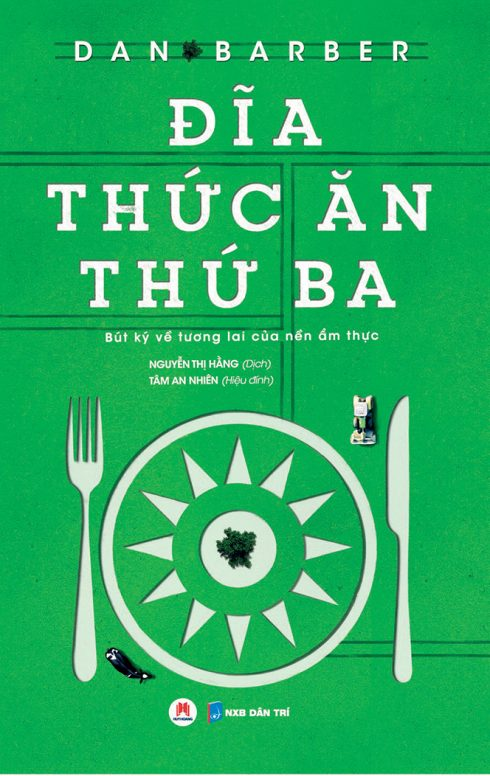 DAN BARBER
ĐĨA
THỨC ĂN
THỨ BA
Bút ký về tương lai của nền ẩm thực
NGUYỄN THỊ HẰNG (Dịch)
TÂM AN NHIÊN (Hiệu đính)
HUYHOANG
NXB DÂN TRÍ